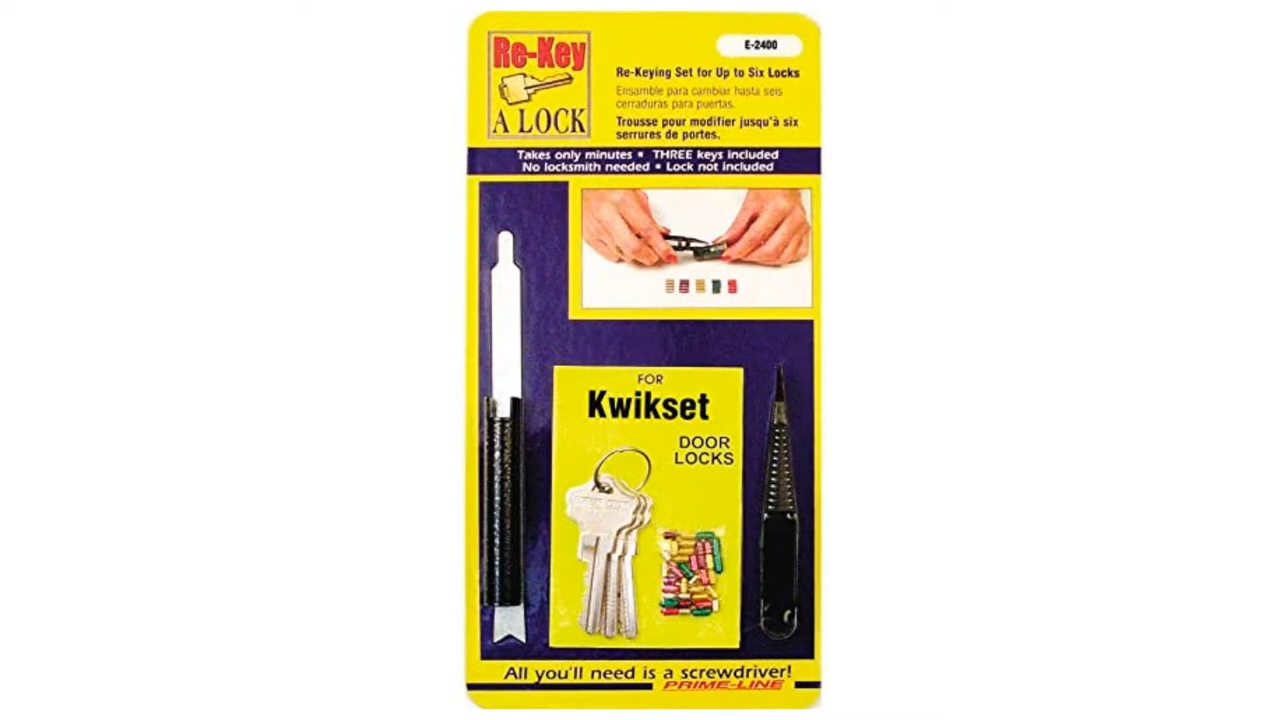 Re-Key
A LOCK
E-2400
Re-Keying Set for Up to Six Locks
Ensamble para cambiar hasta seis
cerraduras para puertas.
Trousse pour modifier jusqu'à six
serrures de portes.
Takes only minutes ▪ THREE keys included
No locksmith needed ▪ Lock not included
FOR
Kwikset
DOOR
LOCKS
All you'll need is a screwdriver!
PRIME-LINE